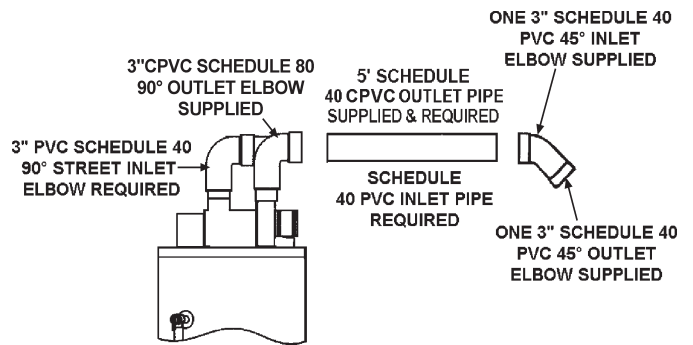 ONE 3" SCHEDULE 40
PVC 45° INLET
ELBOW SUPPLIED
3"CPVC SCHEDULE 80
90° OUTLET ELBOW
SUPPLIED
5' SCHEDULE
40 CPVC OUTLET PIPE
SUPPLIED & REQUIRED
3" PVC SCHEDULE 40
90° STREET INLET
ELBOW REQUIRED
SCHEDULE
40 PVC INLET PIPE
REQUIRED
ONE 3" SCHEDULE 40
PVC 45° OUTLET
ELBOW SUPPLIED